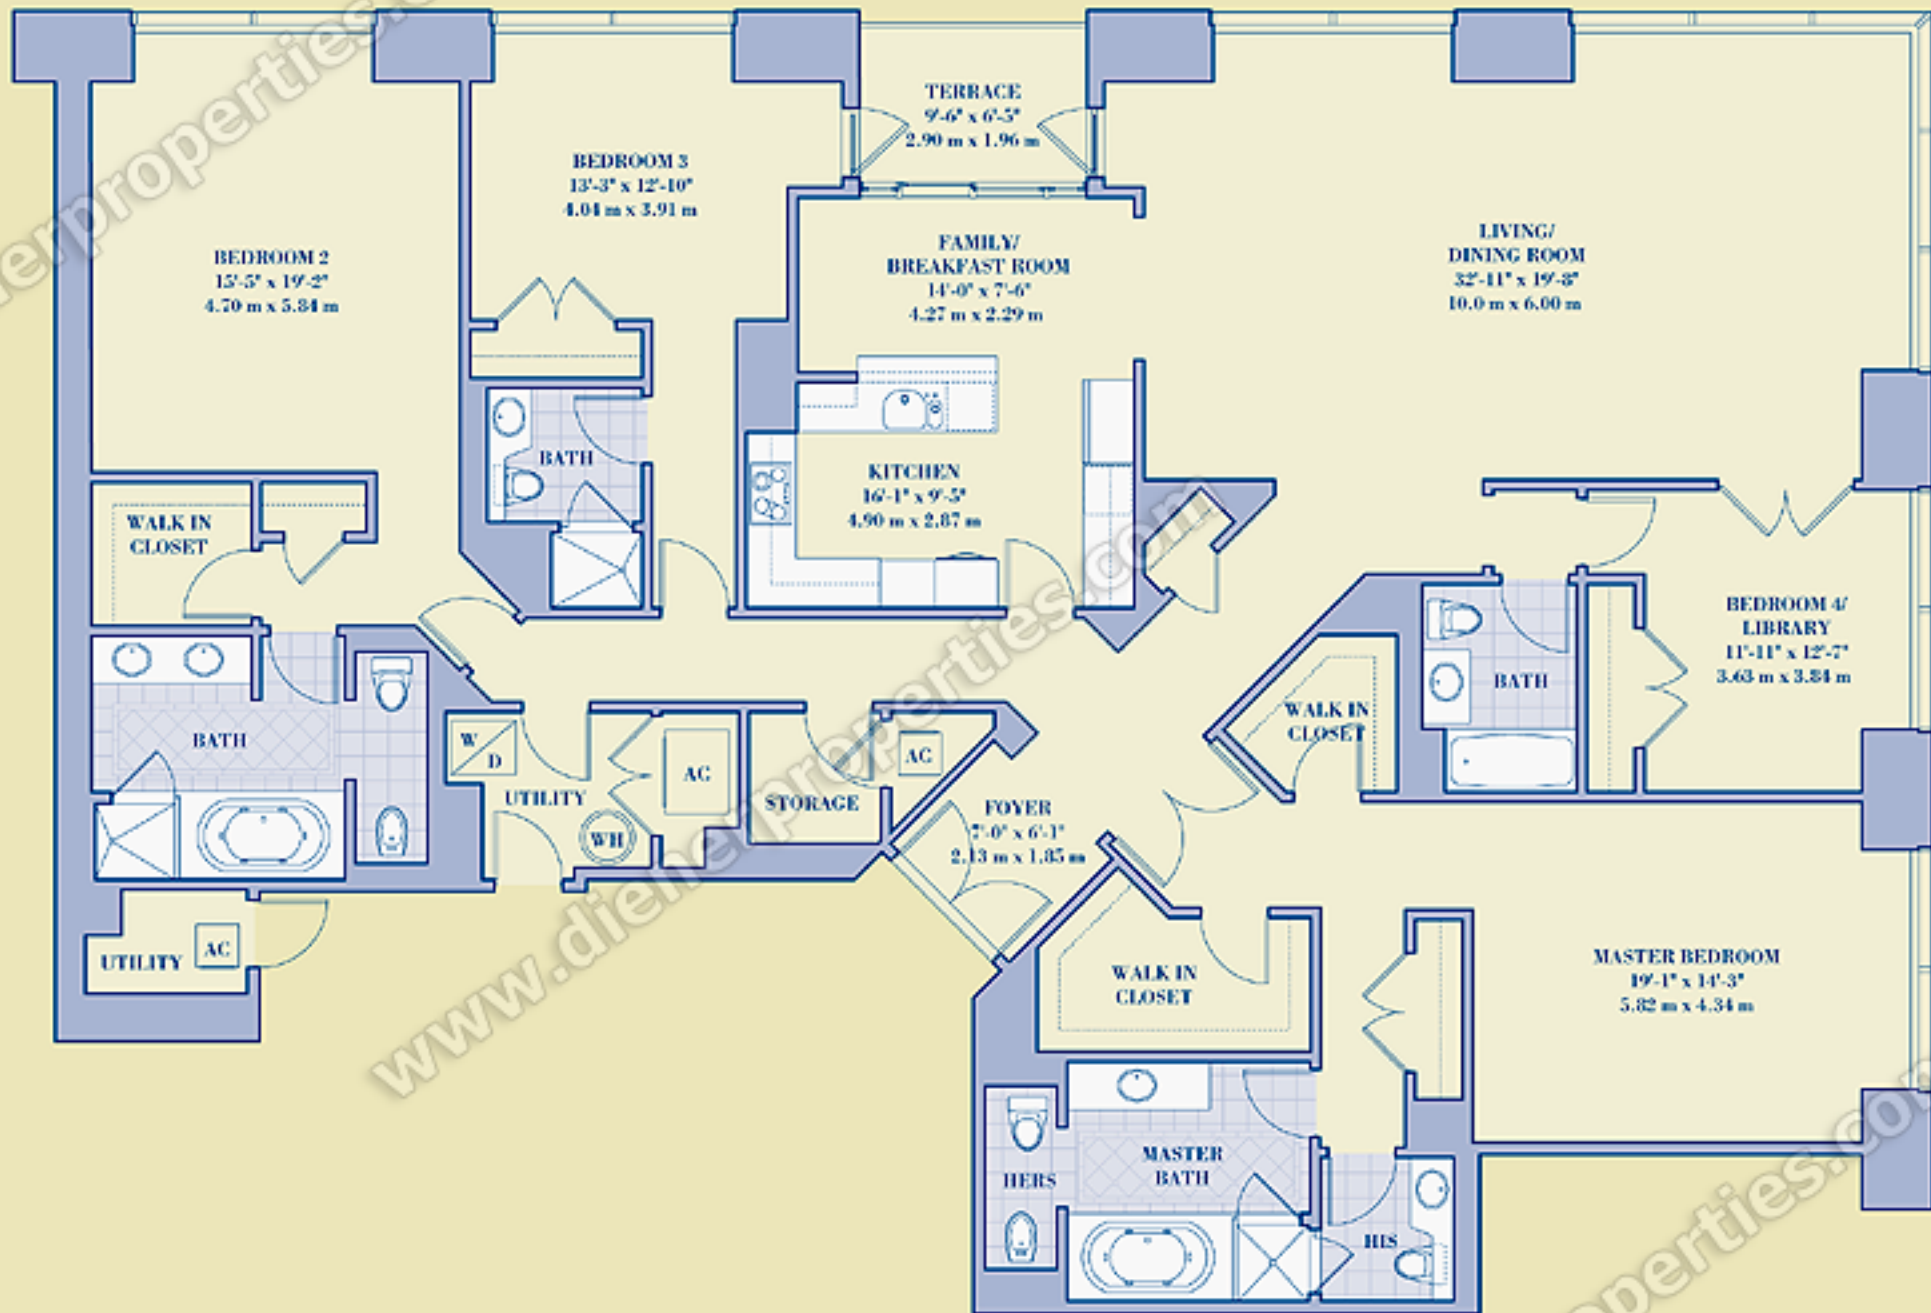 TERRACE
9'-6" x 6'-5"
2.90 m x 1.96 m
BEDROOM 3
13'-3" x 12'-10"
4.04 m x 3.91 m
BEDROOM 2
15'-5" x 19'-2"
4.70 m x 5.84 m
FAMILY/
BREAKFAST ROOM
14'-0" x 7'-6"
4.27 m x 2.29 m
LIVING/
DINING ROOM
32'-11" x 19'-8"
10.0 m x 6.00 m
BATH
KITCHEN
16'-1" x 9'-5"
4.90 m x 2.87 m
WALK IN
CLOSET
BEDROOM 4/
LIBRARY
11'-11" x 12'-7"
3.63 m x 3.84 m
BATH
WALK IN
CLOSET
BATH
W
D
UTILITY
AC
WH
STORAGE
AC
FOYER
7'-0" x 6'-1"
2.13 m x 1.85 m
UTILITY
AC
WALK IN
CLOSET
MASTER BEDROOM
19'-1" x 14'-3"
5.82 m x 4.34 m
HERS
MASTER
BATH
HIS
www.dienerproperties.com
enerproperties.
perties.com
operties.com